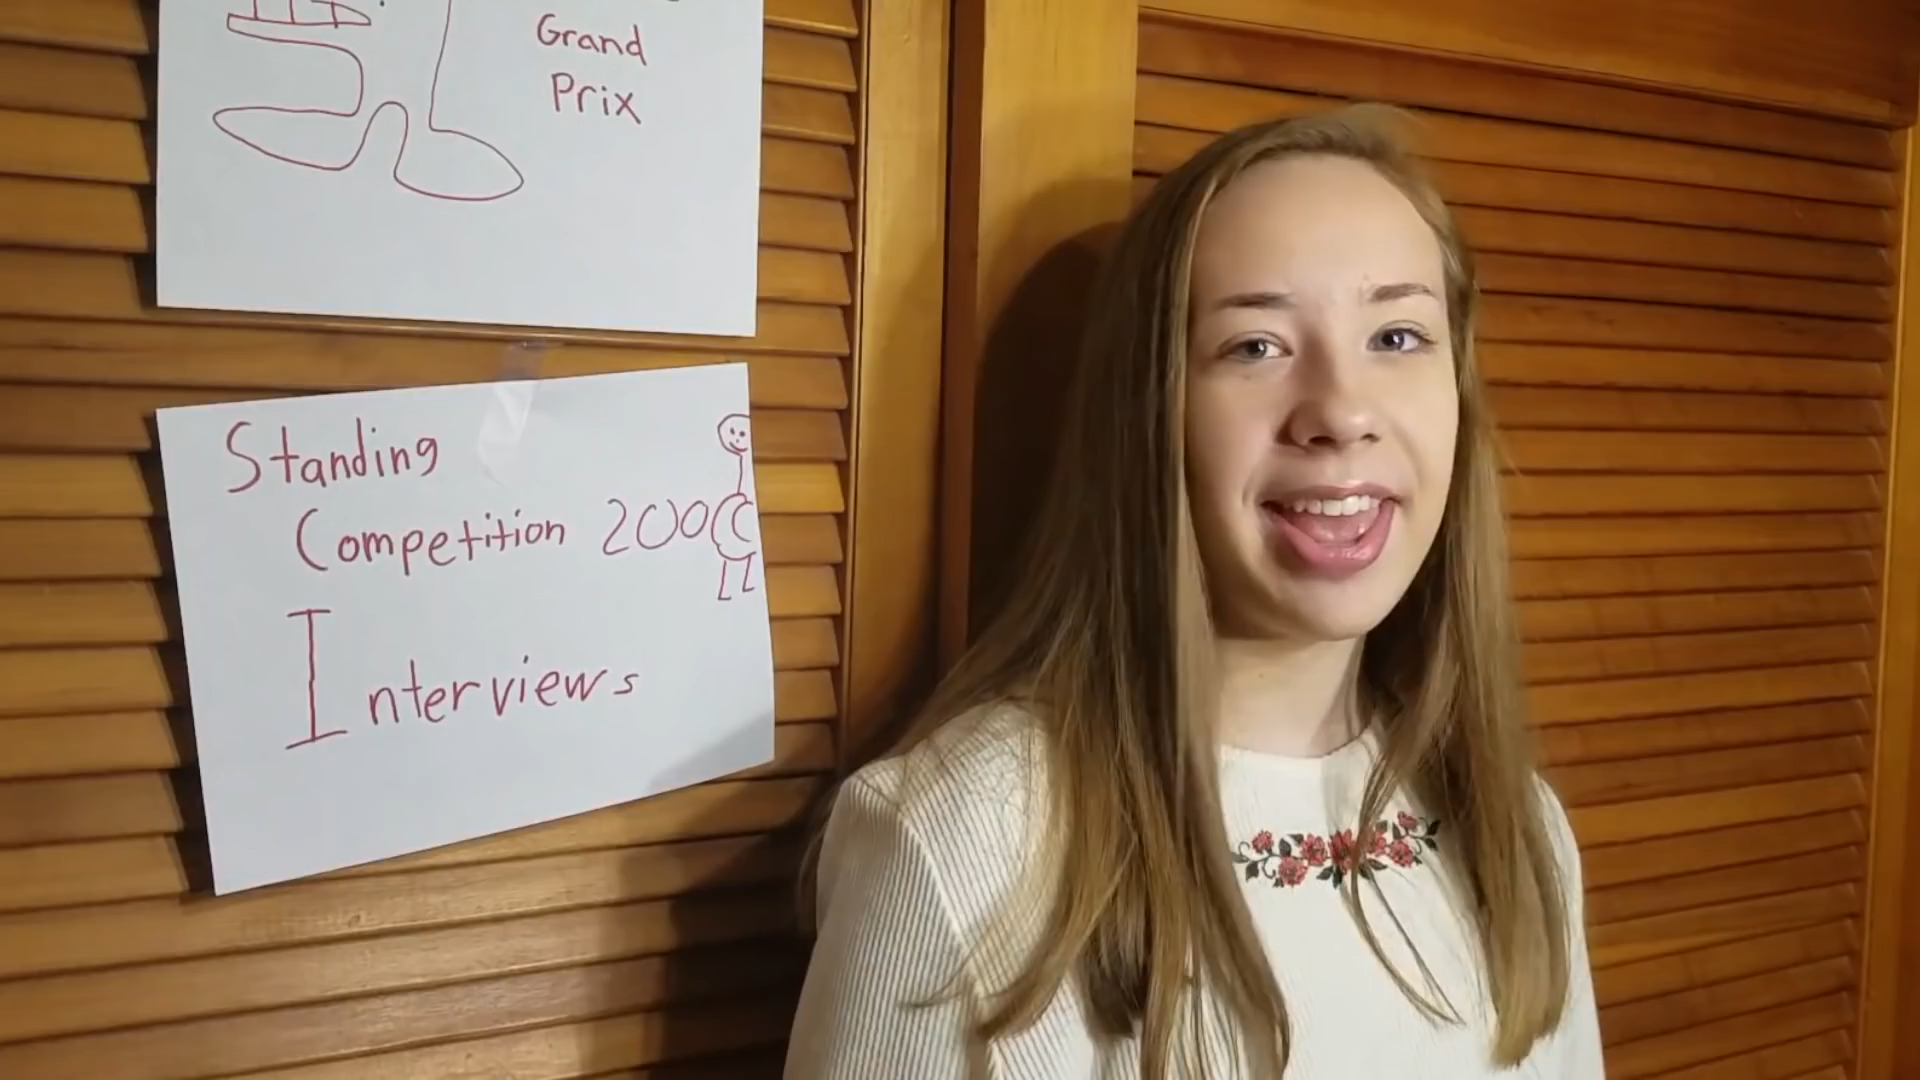 Grand
Prix
Standing
Competition 200
Interviews